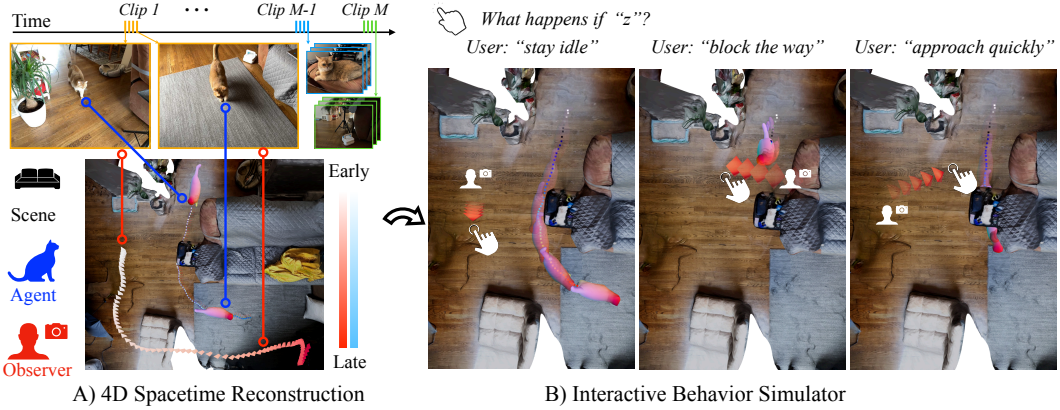 Time
Clip 1
• • •
Clip M-1
Clip M
What happens if "z"?
User: "stay idle"
User: "block the way"
User: "approach quickly"
Early
Scene
Agent
Observer
Late
A) 4D Spacetime Reconstruction
B) Interactive Behavior Simulator